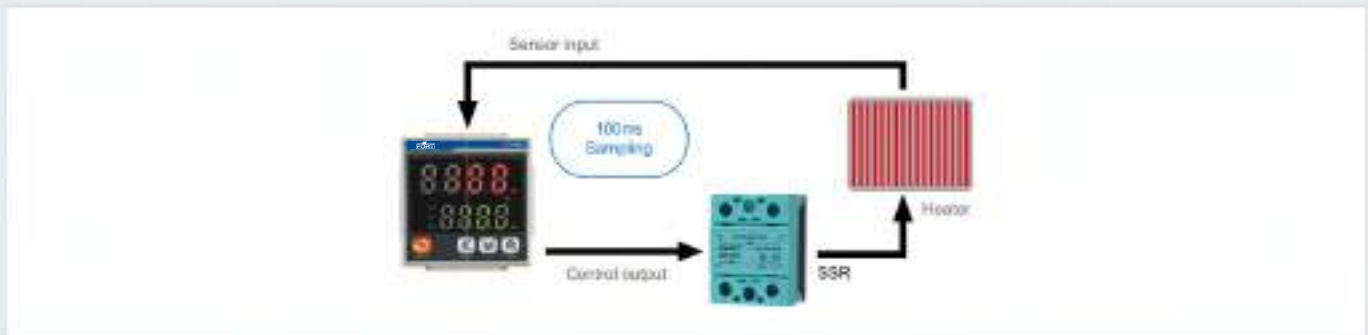 Sensor input
100ms
Sampling
Heater
Control output
SSR